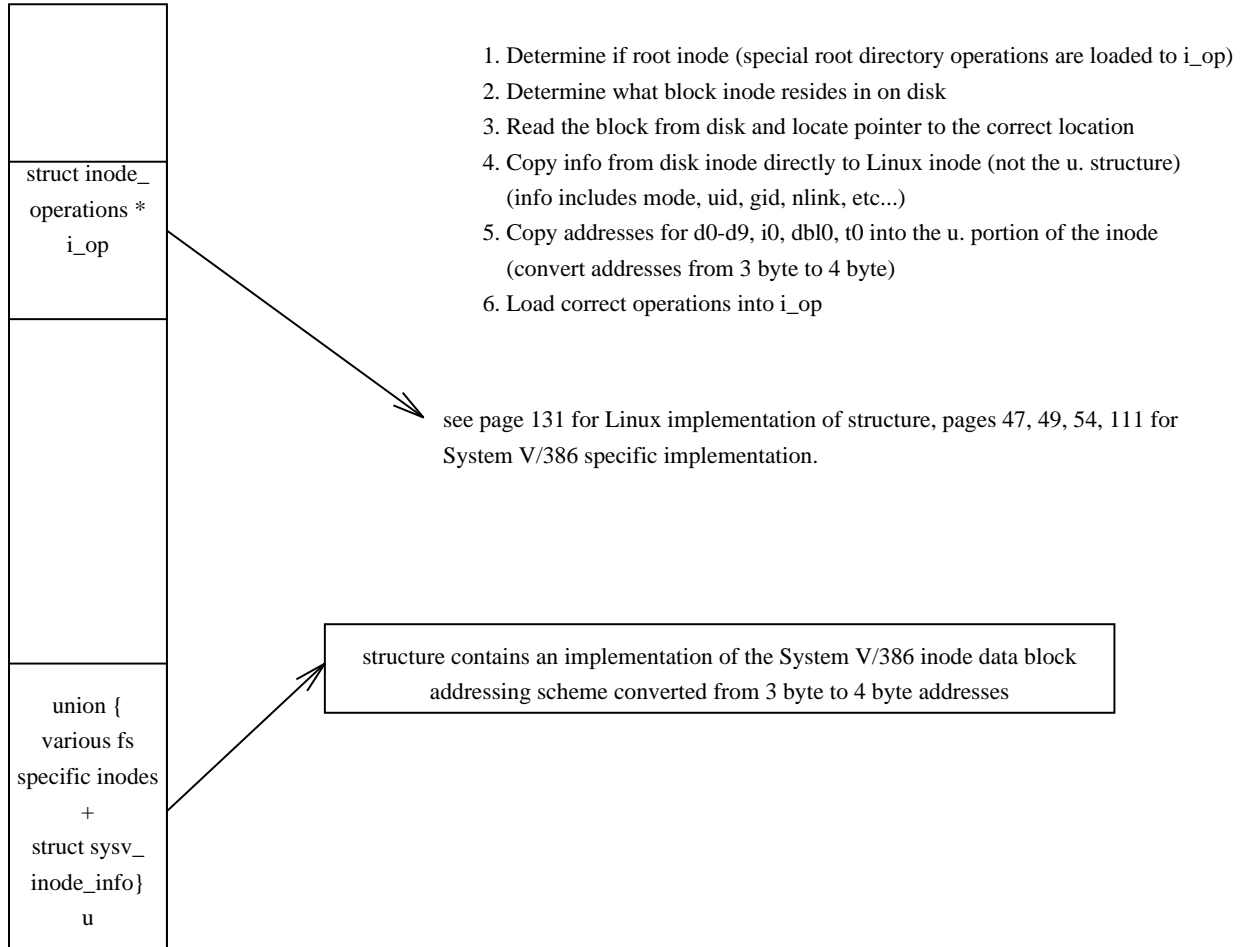 1. Determine if root inode (special root directory operations are loaded to i_op)
2. Determine what block inode resides in on disk
3. Read the block from disk and locate pointer to the correct location
4. Copy info from disk inode directly to Linux inode (not the u. structure)
(info includes mode, uid, gid, nlink, etc...)
5. Copy addresses for d0-d9, i0, dbl0, t0 into the u. portion of the inode
(convert addresses from 3 byte to 4 byte)
6. Load correct operations into i_op
struct inode_
operations *
i_op
see page 131 for Linux implementation of structure, pages 47, 49, 54, 111 for
System V/386 specific implementation.
structure contains an implementation of the System V/386 inode data block
addressing scheme converted from 3 byte to 4 byte addresses
union {
various fs
specific inodes
+
struct sysv_
inode_info}
u